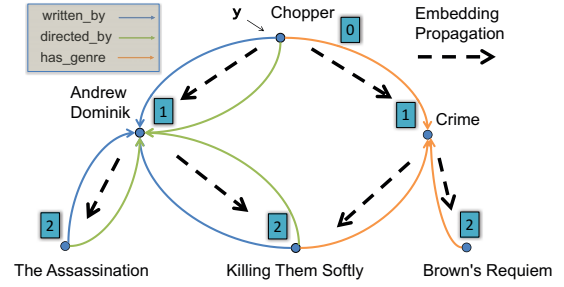 written_by
directed_by
has_genre
y
Chopper
0
Embedding
Propagation
Andrew
Dominik
1
1
Crime
2
2
2
The Assassination
Killing Them Softly
Brown's Requiem